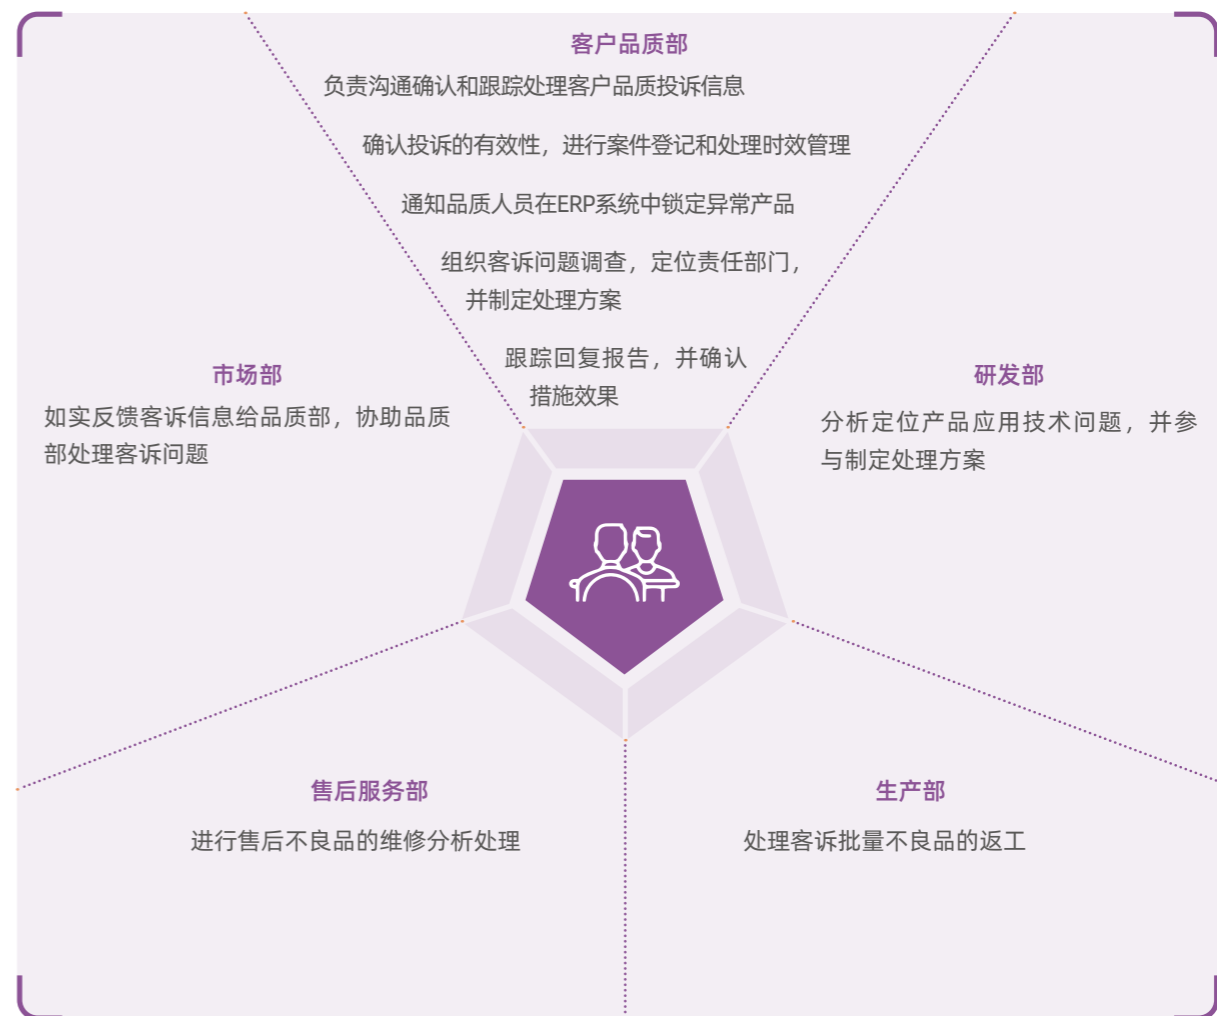 客户品质部
负责沟通确认和跟踪处理客户品质投诉信息
确认投诉的有效性，进行案件登记和处理时效管理
通知品质人员在ERP系统中锁定异常产品
组织客诉问题调查，定位责任部门，
并制定处理方案
跟踪回复报告，并确认
措施效果
市场部
如实反馈客诉信息给品质部，协助品质
部处理客诉问题
研发部
分析定位产品应用技术问题，并参
与制定处理方案
售后服务部
进行售后不良品的维修分析处理
生产部
处理客诉批量不良品的返工